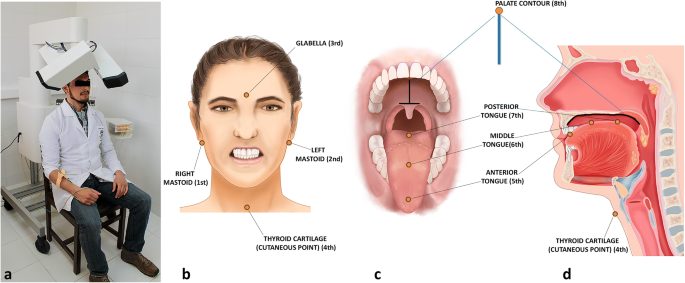 PALATE CONTOUR (8th)
GLABELLA (3rd)
RIGHT
MASTOID (1st)
LEFT
MASTOID (2nd)
THYROID CARTILAGE
(CUTANEOUS POINT) (4th)
POSTERIOR
TONGUE (7th)
MIDDLE
TONGUE(6th)
ANTERIOR
TONGUE (5th)
THYROID CARTILAGE
(CUTANEOUS POINT) (4th)
a
b
c
d